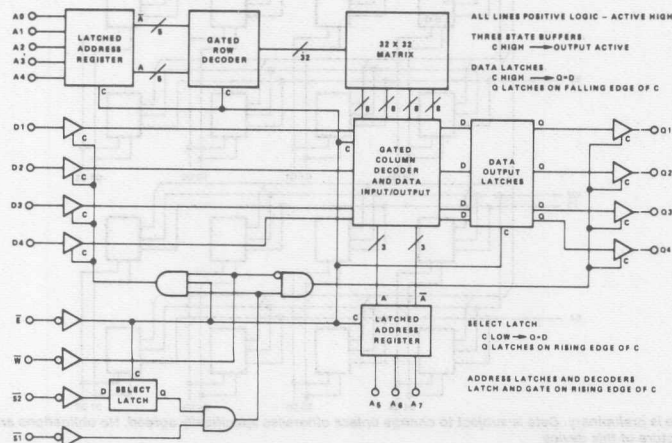 A0
A1
A2
A3
A4
LATCHED
ADDRESS
REGISTER
A̅
5
A
5
GATED
ROW
DECODER
C
C
32
32 X 32
MATRIX
8 8 8 8
ALL LINES POSITIVE LOGIC – ACTIVE HIGH
THREE STATE BUFFERS
C HIGH → OUTPUT ACTIVE
DATA LATCHES
C HIGH → Q=D
Q LATCHES ON FALLING EDGE OF C
D1
C
D2
C
D3
C
D4
C
C
GATED
COLUMN
DECODER
AND DATA
INPUT/OUTPUT
D
D
D
D
DATA
OUTPUT
LATCHES
C
Q
Q
Q
Q
C
Q1
C
Q2
C
Q3
C
Q4
3
3
A
A̅
C
LATCHED
ADDRESS
REGISTER
A5 A6 A7
E̅
W̅
S̅2̅
C
D
SELECT
LATCH
Q
S̅1̅
SELECT LATCH
C LOW → Q=D
Q LATCHES ON RISING EDGE OF C
ADDRESS LATCHES AND DECODERS
LATCH AND GATE ON RISING EDGE OF C